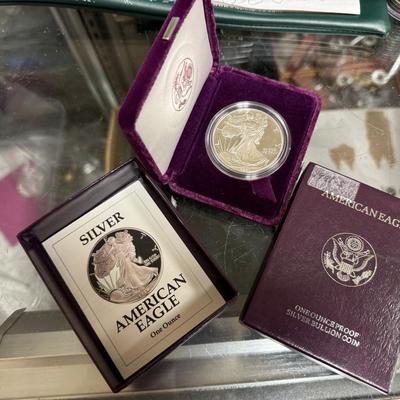 SILVER
AMERICAN
EAGLE
One Ounce
AMERICAN EAGLE
ONE OUNCE PROOF
SILVER BULLION COIN